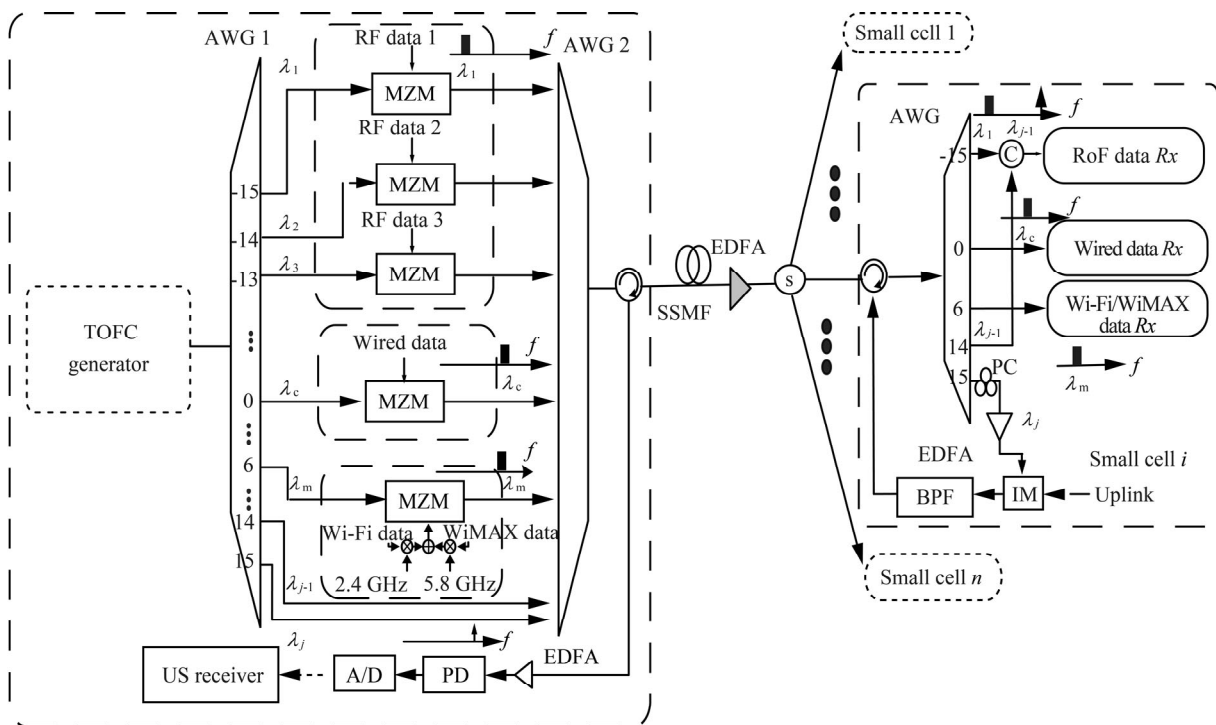 AWG 1
RF data 1
f
AWG 2
λ1
λ1
MZM
RF data 2
-15
λ2
MZM
-14
RF data 3
λ3
MZM
-13
TOFC
generator
Wired data
f
0
λc
MZM
λc
6
f
λm
MZM
λm
14
Wi-Fi data
WiMAX data
15
2.4 GHz
5.8 GHz
λj-1
λj
f
US receiver
A/D
PD
EDFA
SSMF
EDFA
s
Small cell 1
Small cell n
AWG
f
λ1
λj-1
-15
C
RoF data Rx
f
λc
0
Wired data Rx
6
Wi-Fi/WiMAX
data Rx
λj-1
14
15
PC
f
λm
λj
EDFA
Small cell i
BPF
IM
Uplink